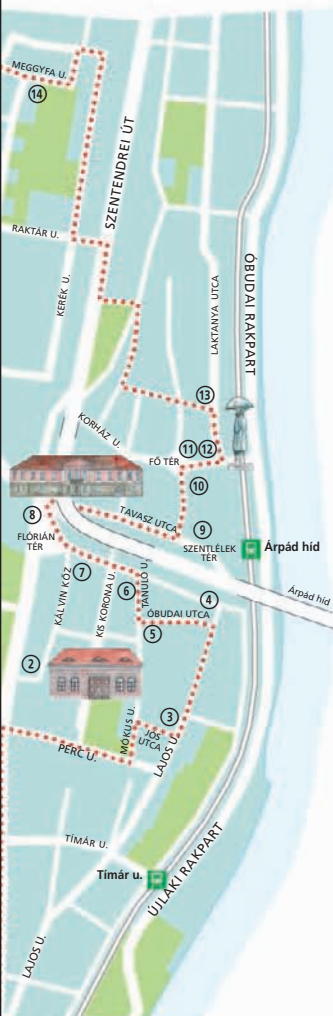 MEGGYFA U.
14
SZENTENDREI ÚT
RAKTÁR U.
KERÉK U.
LAKTANYA UTCA
ÓBUDAI RAKPART
13
KORHÁZ U.
11 12
FŐ TÉR
10
8
TAVASZ UTCA
9
FLÓRIÁN
TÉR
SZENTLÉLEK
TÉR
Árpád híd
Árpád híd
7
KÁLVIN KÖZ
KIS KORONA U.
6
TANULÓ U.
4
ÓBUDAI UTCA
5
2
3
MÓKUS U.
JÓS
UTCA
LAJOS U.
PERC U.
TÍMÁR U.
Tímár u.
ÚJLAKI RAKPART
LAJOS U.